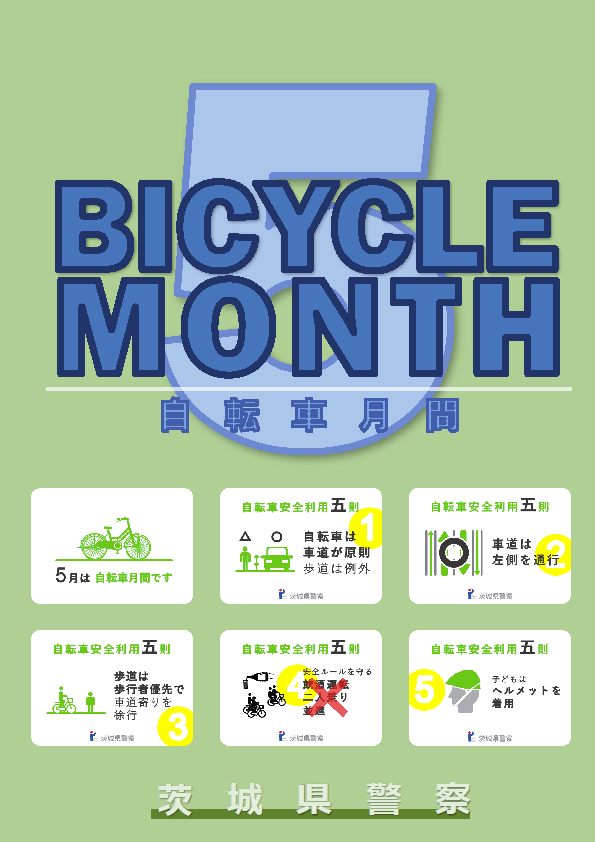 5
BICYCLE
MONTH
自転車月間
5月は自転車月間です
自転車安全利用五則
1
自転車は
車道が原則
歩道は例外
茨城県警察
自転車安全利用五則
2
車道は
左側を通行
茨城県警察
自転車安全利用五則
歩道は
歩行者優先で
車道寄りを
徐行
3
茨城県警察
自転車安全利用五則
4
安全ルールを守る
飲酒運転
二人乗り
並進
茨城県警察
自転車安全利用五則
5
子どもは
ヘルメットを
着用
茨城県警察
茨城県警察